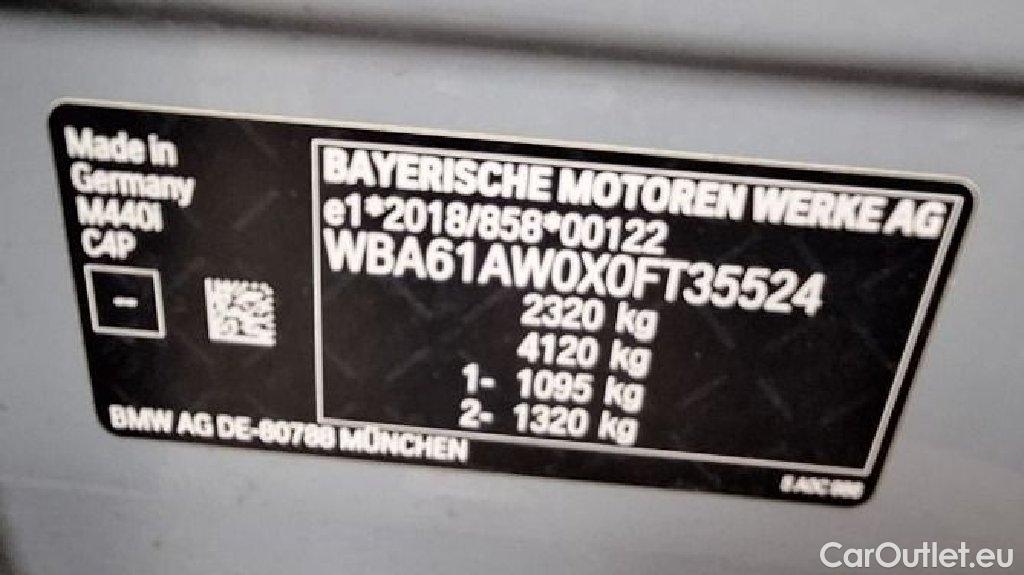 Made in
Germany
M440i
C4P
-
BAYERISCHE MOTOREN WERKE AG
e1*2018/858*00122
WBA61AW0X0FT35524
2320 kg
4120 kg
1- 1095 kg
2- 1320 kg
BMW AG DE-80788 MÜNCHEN
CarOutlet.eu